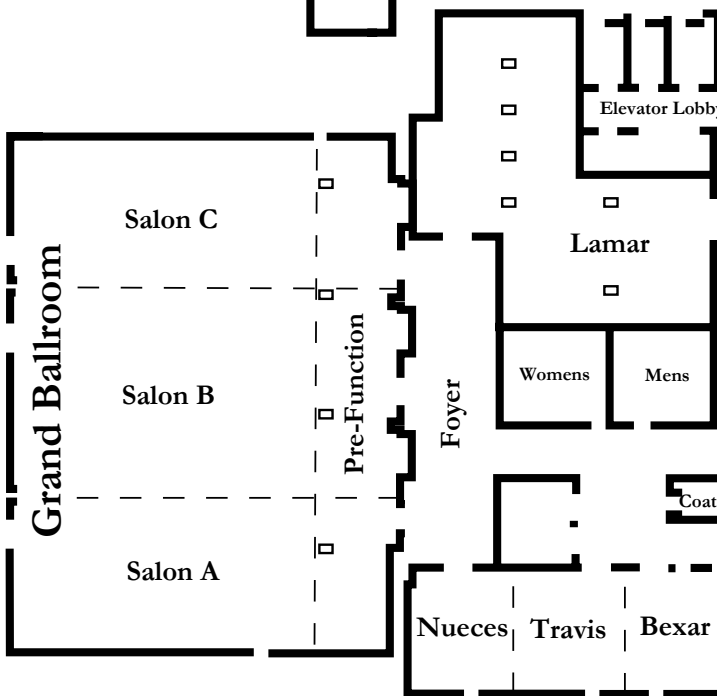 Elevator Lobby
Salon C
Lamar
Grand Ballroom
Pre-Function
Womens
Mens
Salon B
Foyer
Coat
Salon A
Nueces
Travis
Bexar